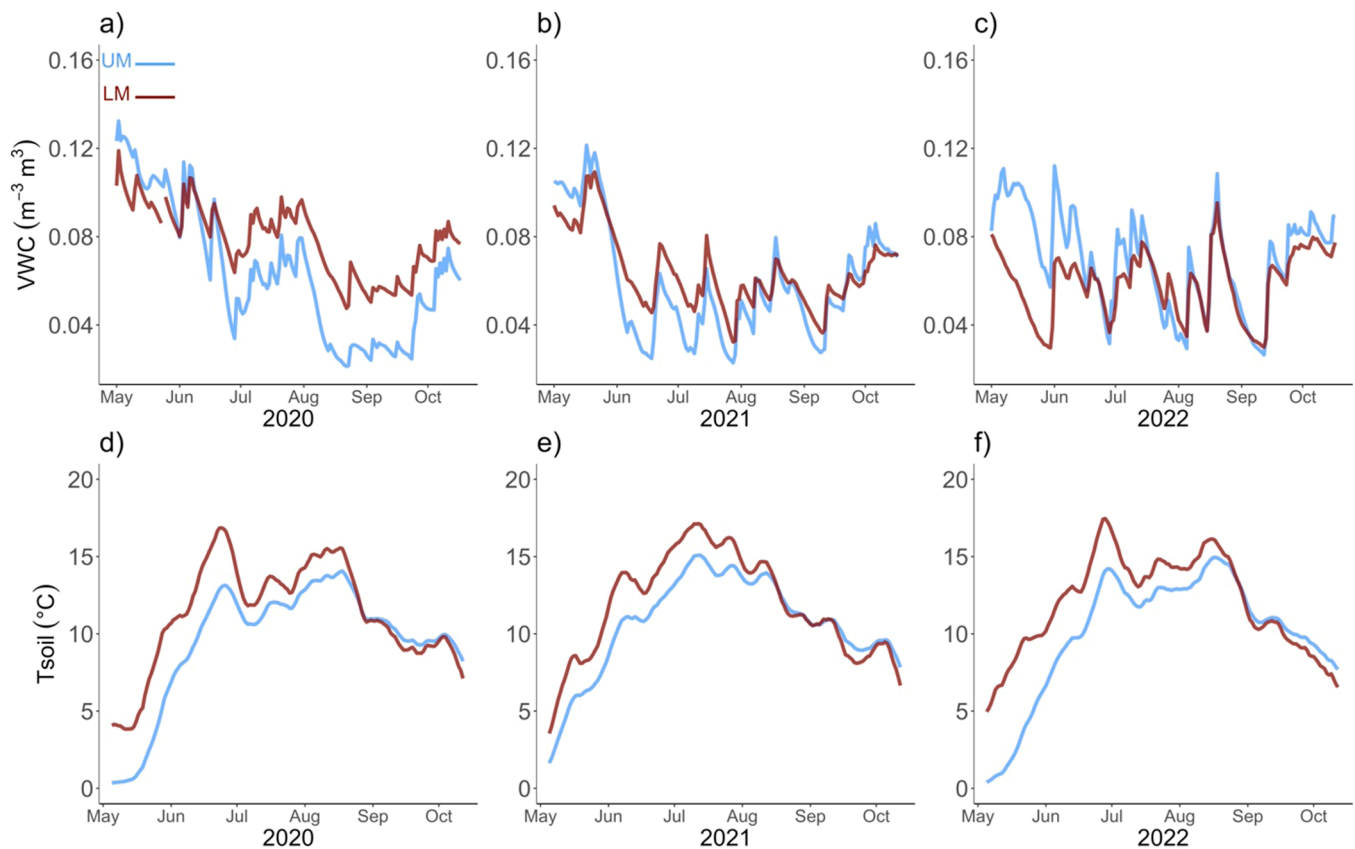 a) b) c)
UM
LM
VWC (m⁻³ m³)
0.16 0.16 0.16
0.12 0.12 0.12
0.08 0.08 0.08
0.04 0.04 0.04
May Jun Jul Aug Sep Oct May Jun Jul Aug Sep Oct May Jun Jul Aug Sep Oct
2020 2021 2022
d) e) f)
Tsoil (°C)
20 20 20
15 15 15
10 10 10
5 5 5
0 0 0
May Jun Jul Aug Sep Oct May Jun Jul Aug Sep Oct May Jun Jul Aug Sep Oct
2020 2021 2022